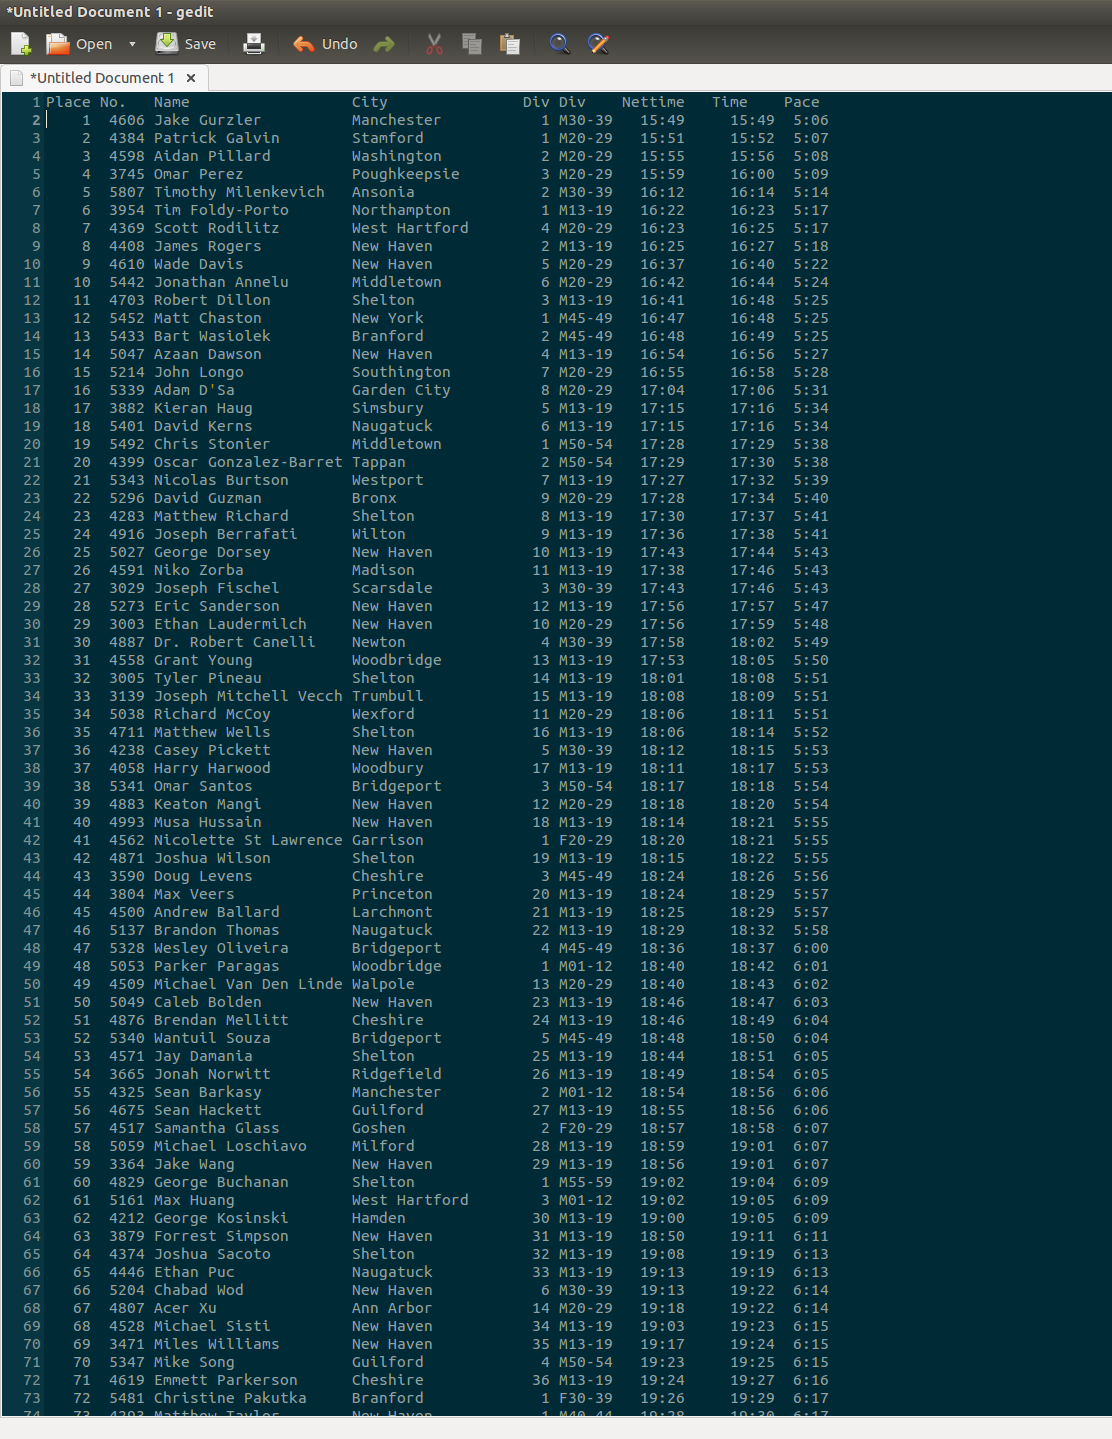 *Untitled Document 1 - gedit
Open Save Undo
*Untitled Document 1 ×
1 Place No. Name City Div Div Nettime Time Pace
2 1 4606 Jake Gurzler Manchester 1 M30-39 15:49 15:49 5:06
3 2 4384 Patrick Galvin Stamford 1 M20-29 15:51 15:52 5:07
4 3 4598 Aidan Pillard Washington 2 M20-29 15:55 15:56 5:08
5 4 3745 Omar Perez Poughkeepsie 3 M20-29 15:59 16:00 5:09
6 5 5807 Timothy Milenkevich Ansonia 2 M30-39 16:12 16:14 5:14
7 6 3954 Tim Foldy-Porto Northampton 1 M13-19 16:22 16:23 5:17
8 7 4369 Scott Rodilitz West Hartford 4 M20-29 16:23 16:25 5:17
9 8 4408 James Rogers New Haven 2 M13-19 16:25 16:27 5:18
10 9 4610 Wade Davis New Haven 5 M20-29 16:37 16:40 5:22
11 10 5442 Jonathan Annelu Middletown 6 M20-29 16:42 16:44 5:24
12 11 4703 Robert Dillon Shelton 3 M13-19 16:41 16:48 5:25
13 12 5452 Matt Chaston New York 1 M45-49 16:47 16:48 5:25
14 13 5433 Bart Wasiolek Branford 2 M45-49 16:48 16:49 5:25
15 14 5047 Azaan Dawson New Haven 4 M13-19 16:54 16:56 5:27
16 15 5214 John Longo Southington 7 M20-29 16:55 16:58 5:28
17 16 5339 Adam D'Sa Garden City 8 M20-29 17:04 17:06 5:31
18 17 3882 Kieran Haug Simsbury 5 M13-19 17:15 17:16 5:34
19 18 5401 David Kerns Naugatuck 6 M13-19 17:15 17:16 5:34
20 19 5492 Chris Stonier Middletown 1 M50-54 17:28 17:29 5:38
21 20 4399 Oscar Gonzalez-Barret Tappan 2 M50-54 17:29 17:30 5:38
22 21 5343 Nicolas Burtson Westport 7 M13-19 17:27 17:32 5:39
23 22 5296 David Guzman Bronx 9 M20-29 17:28 17:34 5:40
24 23 4283 Matthew Richard Shelton 8 M13-19 17:30 17:37 5:41
25 24 4916 Joseph Berrafati Wilton 9 M13-19 17:36 17:38 5:41
26 25 5027 George Dorsey New Haven 10 M13-19 17:43 17:44 5:43
27 26 4591 Niko Zorba Madison 11 M13-19 17:38 17:46 5:43
28 27 3029 Joseph Fischel Scarsdale 3 M30-39 17:43 17:46 5:43
29 28 5273 Eric Sanderson New Haven 12 M13-19 17:56 17:57 5:47
30 29 3003 Ethan Laudermilch New Haven 10 M20-29 17:56 17:59 5:48
31 30 4887 Dr. Robert Canelli Newton 4 M30-39 17:58 18:02 5:49
32 31 4558 Grant Young Woodbridge 13 M13-19 17:53 18:05 5:50
33 32 3005 Tyler Pineau Shelton 14 M13-19 18:01 18:08 5:51
34 33 3139 Joseph Mitchell Vecch Trumbull 15 M13-19 18:08 18:09 5:51
35 34 5038 Richard McCoy Wexford 11 M20-29 18:06 18:11 5:51
36 35 4711 Matthew Wells Shelton 16 M13-19 18:06 18:14 5:52
37 36 4238 Casey Pickett New Haven 5 M30-39 18:12 18:15 5:53
38 37 4058 Harry Harwood Woodbury 17 M13-19 18:11 18:17 5:53
39 38 5341 Omar Santos Bridgeport 3 M50-54 18:17 18:18 5:54
40 39 4883 Keaton Mangi New Haven 12 M20-29 18:18 18:20 5:54
41 40 4993 Musa Hussain New Haven 18 M13-19 18:14 18:21 5:55
42 41 4562 Nicolette St Lawrence Garrison 1 F20-29 18:20 18:21 5:55
43 42 4871 Joshua Wilson Shelton 19 M13-19 18:15 18:22 5:55
44 43 3590 Doug Levens Cheshire 3 M45-49 18:24 18:26 5:56
45 44 3804 Max Veers Princeton 20 M13-19 18:24 18:29 5:57
46 45 4500 Andrew Ballard Larchmont 21 M13-19 18:25 18:29 5:57
47 46 5137 Brandon Thomas Naugatuck 22 M13-19 18:29 18:32 5:58
48 47 5328 Wesley Oliveira Bridgeport 4 M45-49 18:36 18:37 6:00
49 48 5053 Parker Paragas Woodbridge 1 M01-12 18:40 18:42 6:01
50 49 4509 Michael Van Den Linde Walpole 13 M20-29 18:40 18:43 6:02
51 50 5049 Caleb Bolden New Haven 23 M13-19 18:46 18:47 6:03
52 51 4876 Brendan Mellitt Cheshire 24 M13-19 18:46 18:49 6:04
53 52 5340 Wantuil Souza Bridgeport 5 M45-49 18:48 18:50 6:04
54 53 4571 Jay Damania Shelton 25 M13-19 18:44 18:51 6:05
55 54 3665 Jonah Norwitt Ridgefield 26 M13-19 18:49 18:54 6:05
56 55 4325 Sean Barkasy Manchester 2 M01-12 18:54 18:56 6:06
57 56 4675 Sean Hackett Guilford 27 M13-19 18:55 18:56 6:06
58 57 4517 Samantha Glass Goshen 2 F20-29 18:57 18:58 6:07
59 58 5059 Michael Loschiavo Milford 28 M13-19 18:59 19:01 6:07
60 59 3364 Jake Wang New Haven 29 M13-19 18:56 19:01 6:07
61 60 4829 George Buchanan Shelton 1 M55-59 19:02 19:04 6:09
62 61 5161 Max Huang West Hartford 3 M01-12 19:02 19:05 6:09
63 62 4212 George Kosinski Hamden 30 M13-19 19:00 19:05 6:09
64 63 3879 Forrest Simpson New Haven 31 M13-19 18:50 19:11 6:11
65 64 4374 Joshua Sacoto Shelton 32 M13-19 19:08 19:19 6:13
66 65 4446 Ethan Puc Naugatuck 33 M13-19 19:13 19:19 6:13
67 66 5204 Chabad Wod New Haven 6 M30-39 19:13 19:22 6:14
68 67 4807 Acer Xu Ann Arbor 14 M20-29 19:18 19:22 6:14
69 68 4528 Michael Sisti New Haven 34 M13-19 19:03 19:23 6:15
70 69 3471 Miles Williams New Haven 35 M13-19 19:17 19:24 6:15
71 70 5347 Mike Song Guilford 4 M50-54 19:23 19:25 6:15
72 71 4619 Emmett Parkerson Cheshire 36 M13-19 19:24 19:27 6:16
73 72 5481 Christine Pakutka Branford 1 F30-39 19:26 19:29 6:17
74 73 4293 Matthew Taylor New Haven 1 M40-44 19:28 19:30 6:17